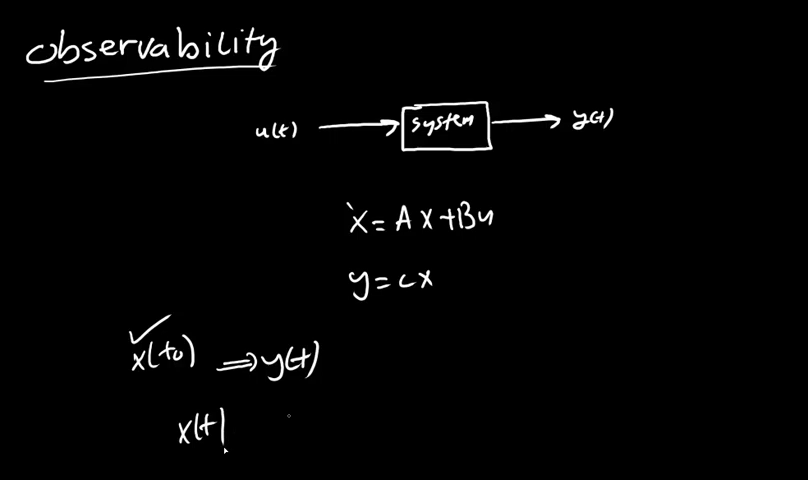 observability
u(t) → system → y(t)
ẋ = Ax + Bu
y = cx
x(t0) ⇒ y(t)
x(t